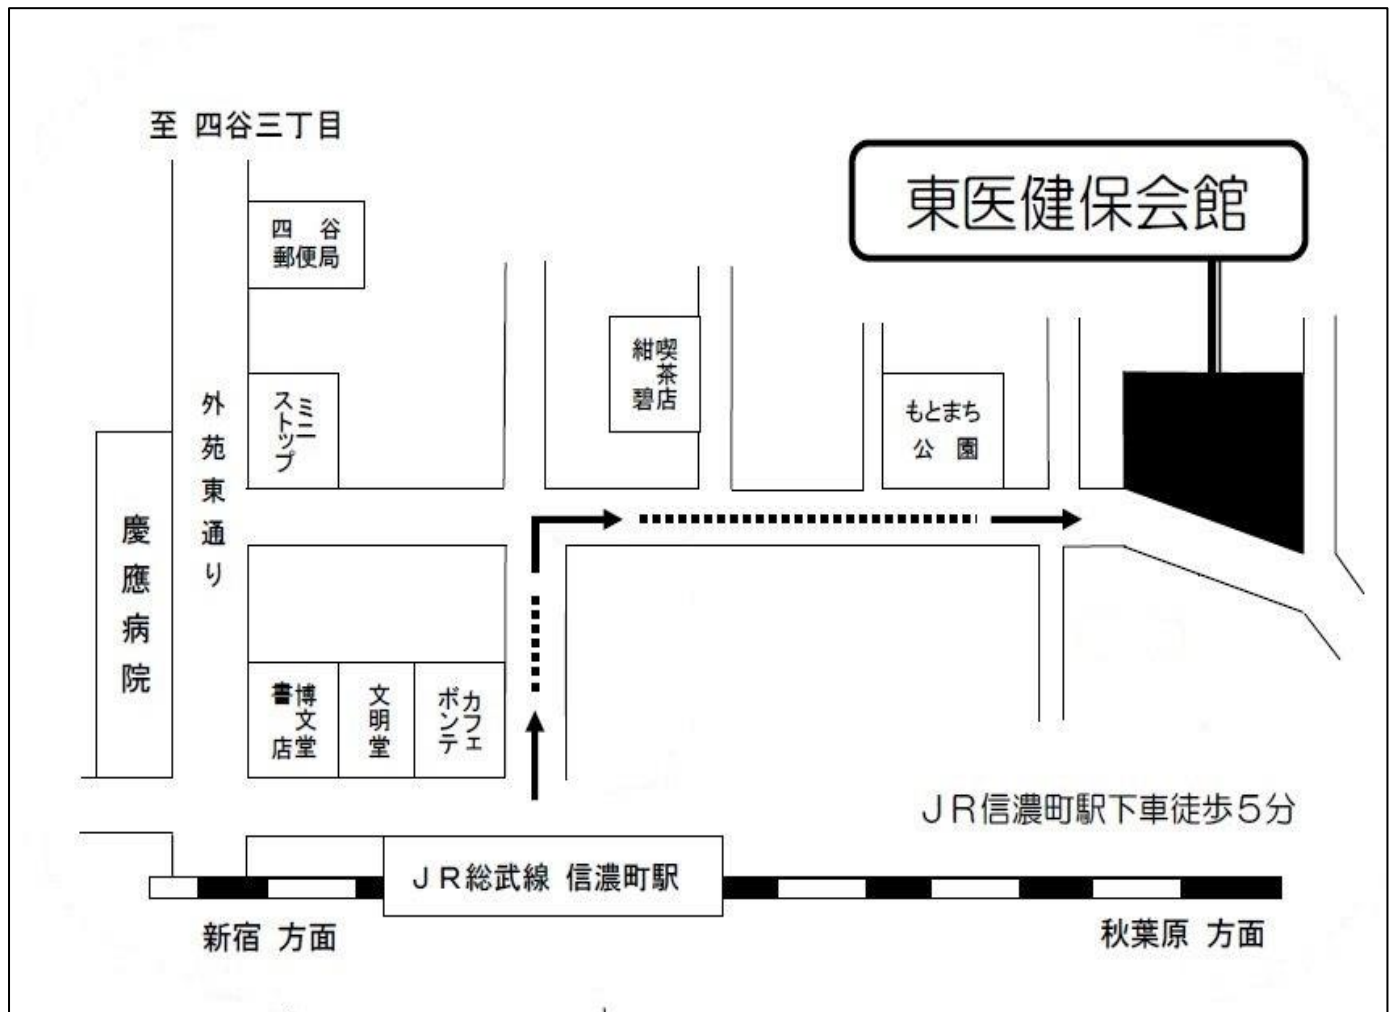 至 四谷三丁目
東医健保会館
四 谷
郵便局
喫茶店
紺 碧
ミニ
ストップ
もとまち
公 園
外苑東通り
慶應病院
博文堂
書店
文明堂
カフェ
ボンテ
JR信濃町駅下車徒歩5分
JR総武線 信濃町駅
新宿 方面
秋葉原 方面